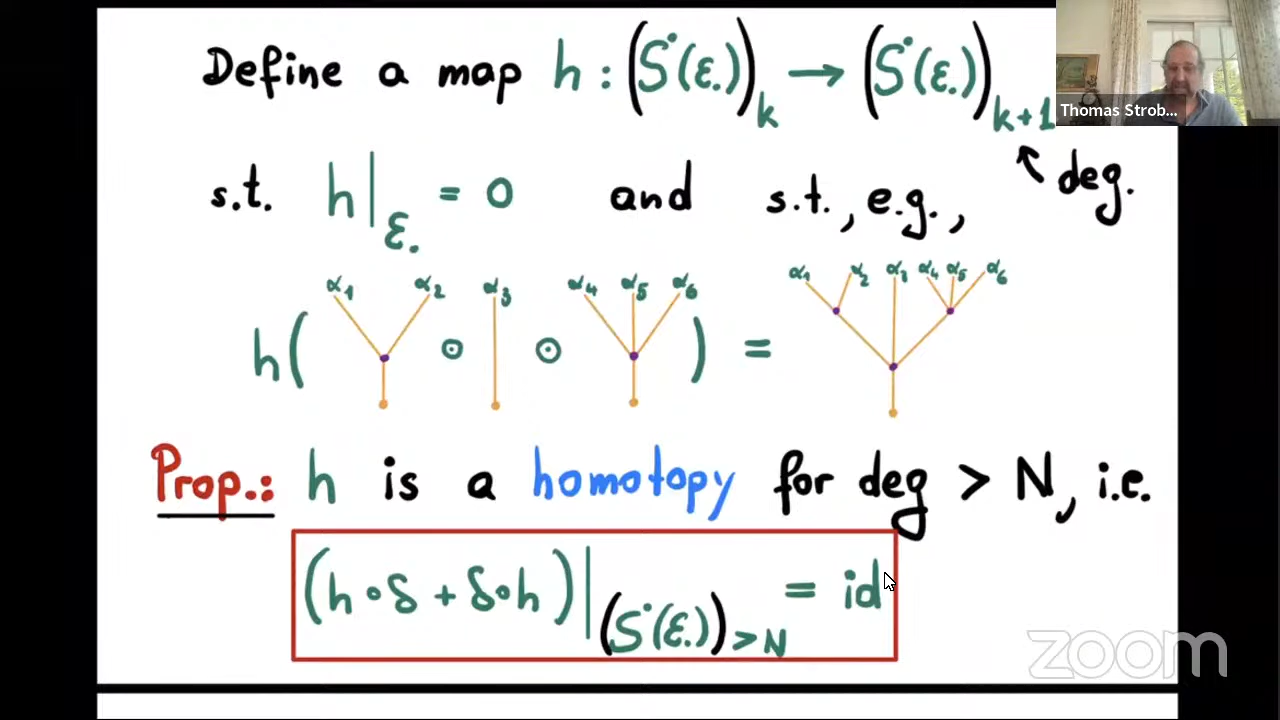 Define a map h : (S˙(ℰ.))_k → (S˙(ℰ.))_{k+1}
Thomas Strob...
s.t. h|_{ℰ.} = 0 and s.t., e.g., ↖ deg.
α₁ α₂ α₃ α₄ α₅ α₆ α₁ α₂ α₃ α₄ α₅ α₆
h( ⊙ ⊙ ) =
Prop.: h is a homotopy for deg > N, i.e.
(h∘δ + δ∘h)|_{(S˙(ℰ.))_{>N}} = id
zoom